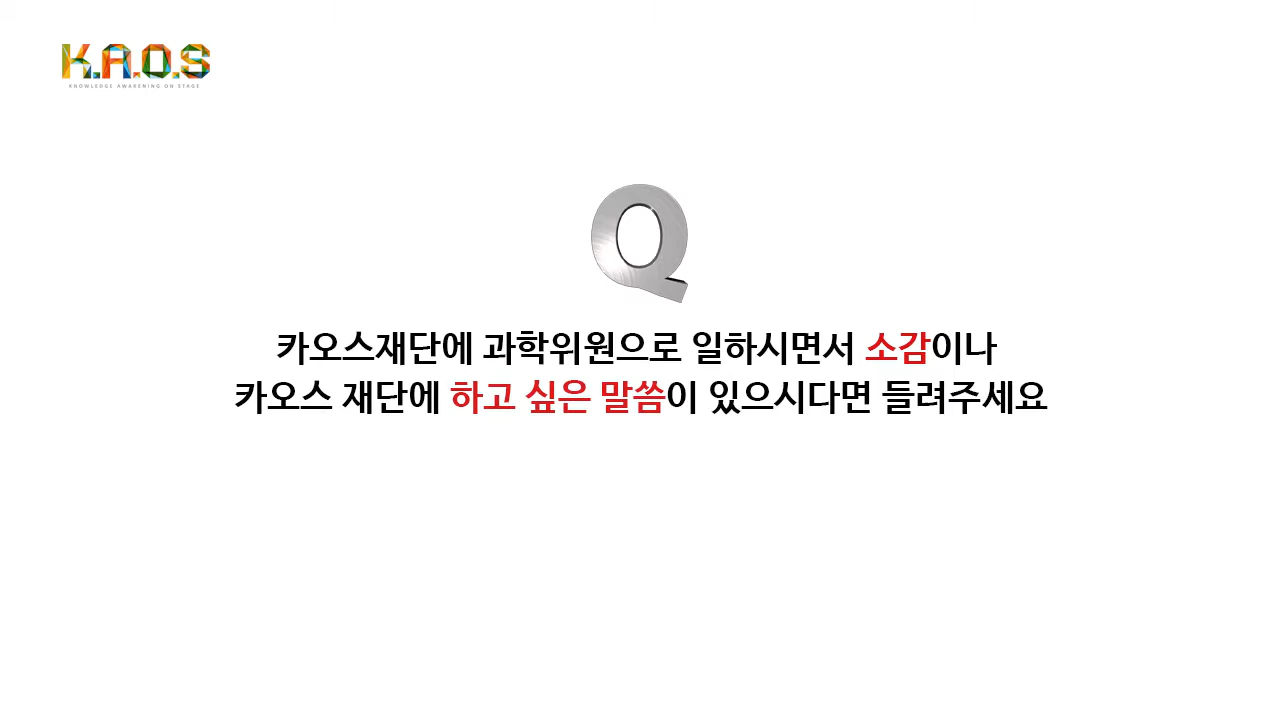 K.A.O.S
KNOWLEDGE AWAKENING ON STAGE
Q
카오스재단에 과학위원으로 일하시면서 소감이나
카오스 재단에 하고 싶은 말씀이 있으시다면 들려주세요